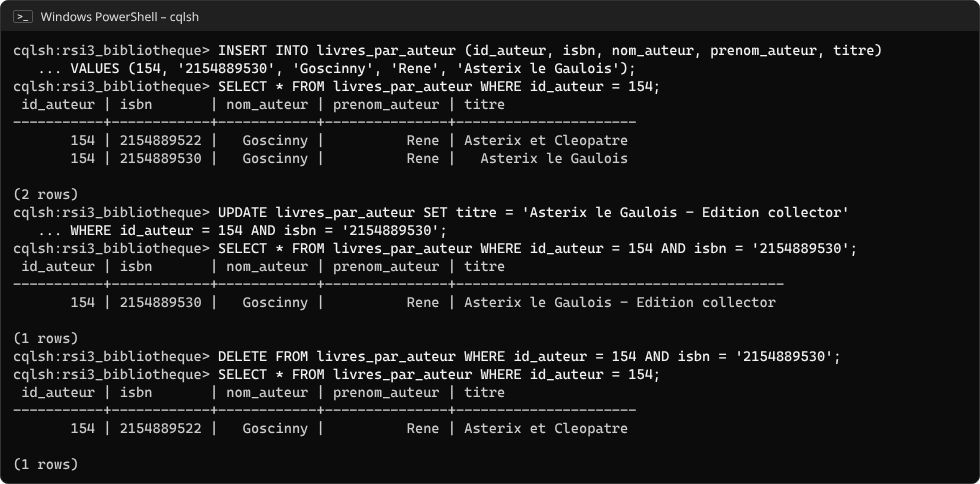 >_ Windows PowerShell – cqlsh
cqlsh:rsi3_bibliotheque> INSERT INTO livres_par_auteur (id_auteur, isbn, nom_auteur, prenom_auteur, titre)
   ... VALUES (154, '2154889530', 'Goscinny', 'Rene', 'Asterix le Gaulois');
cqlsh:rsi3_bibliotheque> SELECT * FROM livres_par_auteur WHERE id_auteur = 154;
 id_auteur | isbn       | nom_auteur | prenom_auteur | titre
-----------+------------+------------+---------------+----------------------
       154 | 2154889522 |   Goscinny |          Rene | Asterix et Cleopatre
       154 | 2154889530 |   Goscinny |          Rene |   Asterix le Gaulois
(2 rows)
cqlsh:rsi3_bibliotheque> UPDATE livres_par_auteur SET titre = 'Asterix le Gaulois – Edition collector'
   ... WHERE id_auteur = 154 AND isbn = '2154889530';
cqlsh:rsi3_bibliotheque> SELECT * FROM livres_par_auteur WHERE id_auteur = 154 AND isbn = '2154889530';
 id_auteur | isbn       | nom_auteur | prenom_auteur | titre
-----------+------------+------------+---------------+----------------------------------------
       154 | 2154889530 |   Goscinny |          Rene | Asterix le Gaulois – Edition collector
(1 rows)
cqlsh:rsi3_bibliotheque> DELETE FROM livres_par_auteur WHERE id_auteur = 154 AND isbn = '2154889530';
cqlsh:rsi3_bibliotheque> SELECT * FROM livres_par_auteur WHERE id_auteur = 154;
 id_auteur | isbn       | nom_auteur | prenom_auteur | titre
-----------+------------+------------+---------------+----------------------
       154 | 2154889522 |   Goscinny |          Rene | Asterix et Cleopatre
(1 rows)